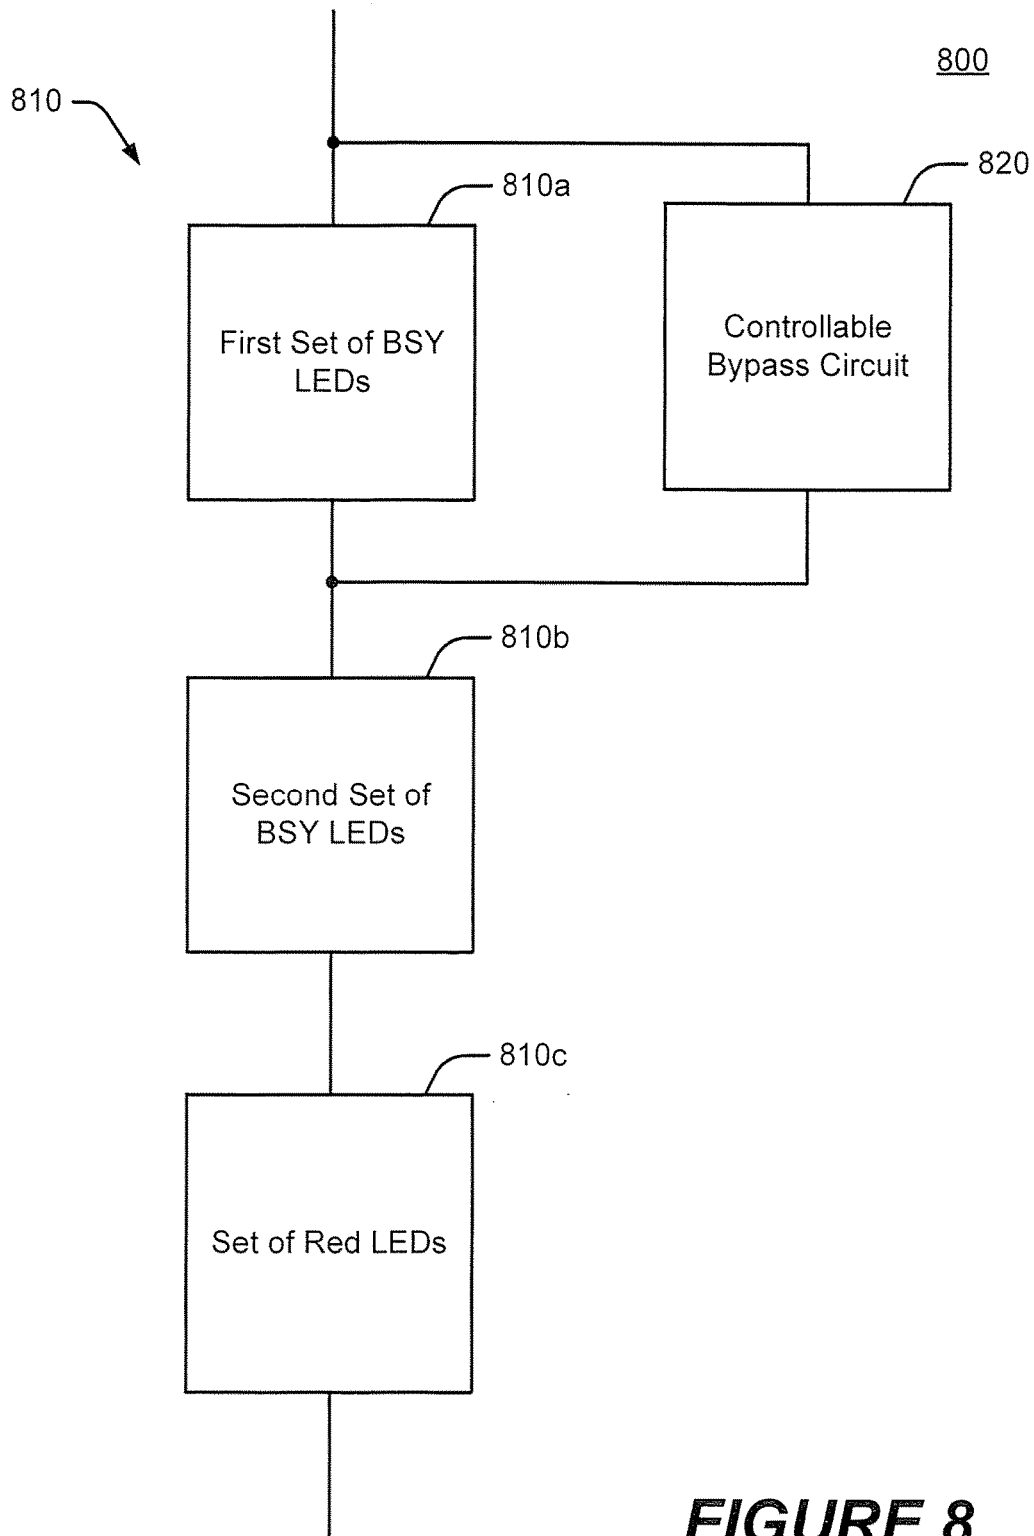 800
810
810a
820
First Set of BSY
LEDs
Controllable
Bypass Circuit
810b
Second Set of
BSY LEDs
810c
Set of Red LEDs
FIGURE 8